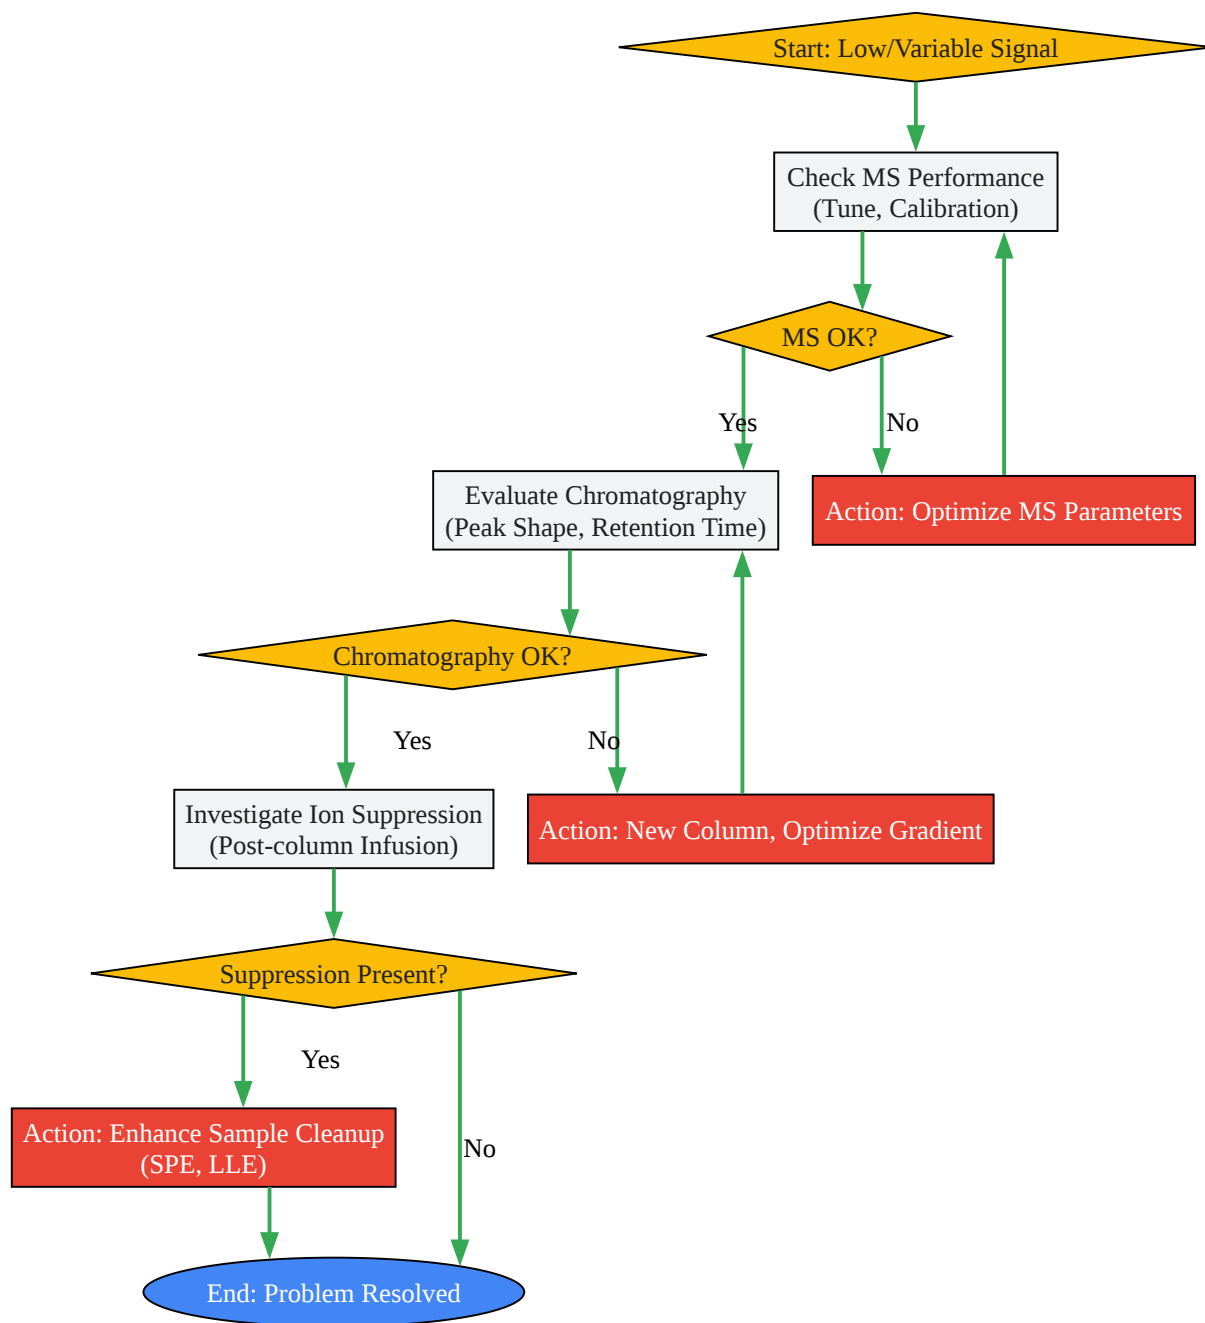 Start: Low/Variable Signal
Check MS Performance
(Tune, Calibration)
MS OK?
Yes
No
Evaluate Chromatography
(Peak Shape, Retention Time)
Action: Optimize MS Parameters
Chromatography OK?
Yes
No
Investigate Ion Suppression
(Post-column Infusion)
Action: New Column, Optimize Gradient
Suppression Present?
Yes
Action: Enhance Sample Cleanup
(SPE, LLE)
No
End: Problem Resolved